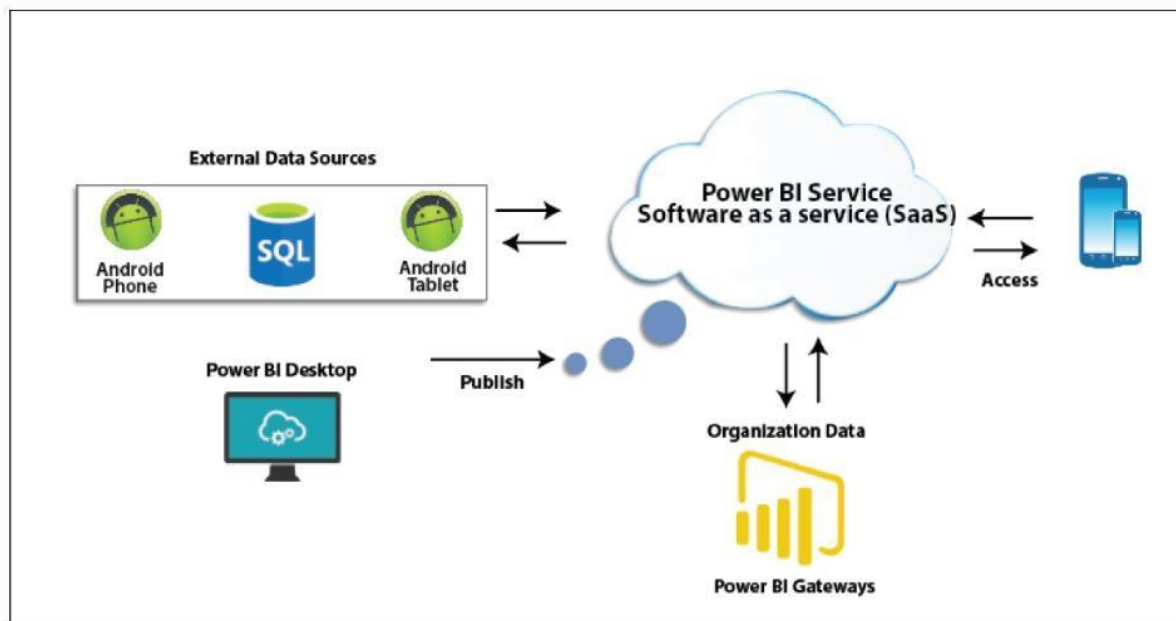 External Data Sources
Android
Phone
SQL
Android
Tablet
Power BI Service
Software as a service (SaaS)
Access
Power BI Desktop
Publish
Organization Data
Power BI Gateways